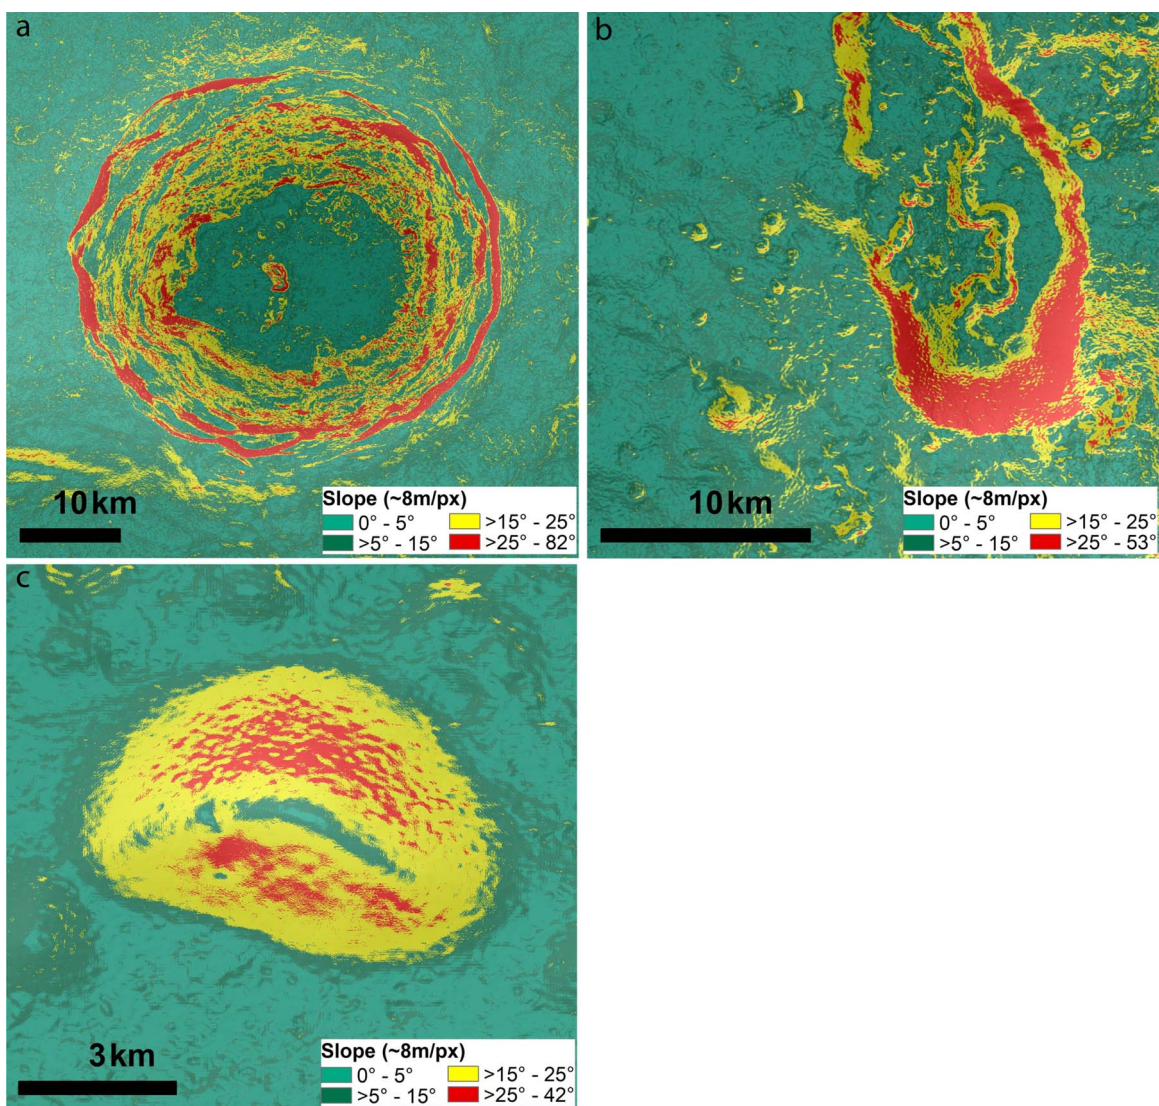 a
10 km
Slope (~8m/px)
0° - 5° >15° - 25°
>5° - 15° >25° - 82°
b
10 km
Slope (~8m/px)
0° - 5° >15° - 25°
>5° - 15° >25° - 53°
c
3 km
Slope (~8m/px)
0° - 5° >15° - 25°
>5° - 15° >25° - 42°